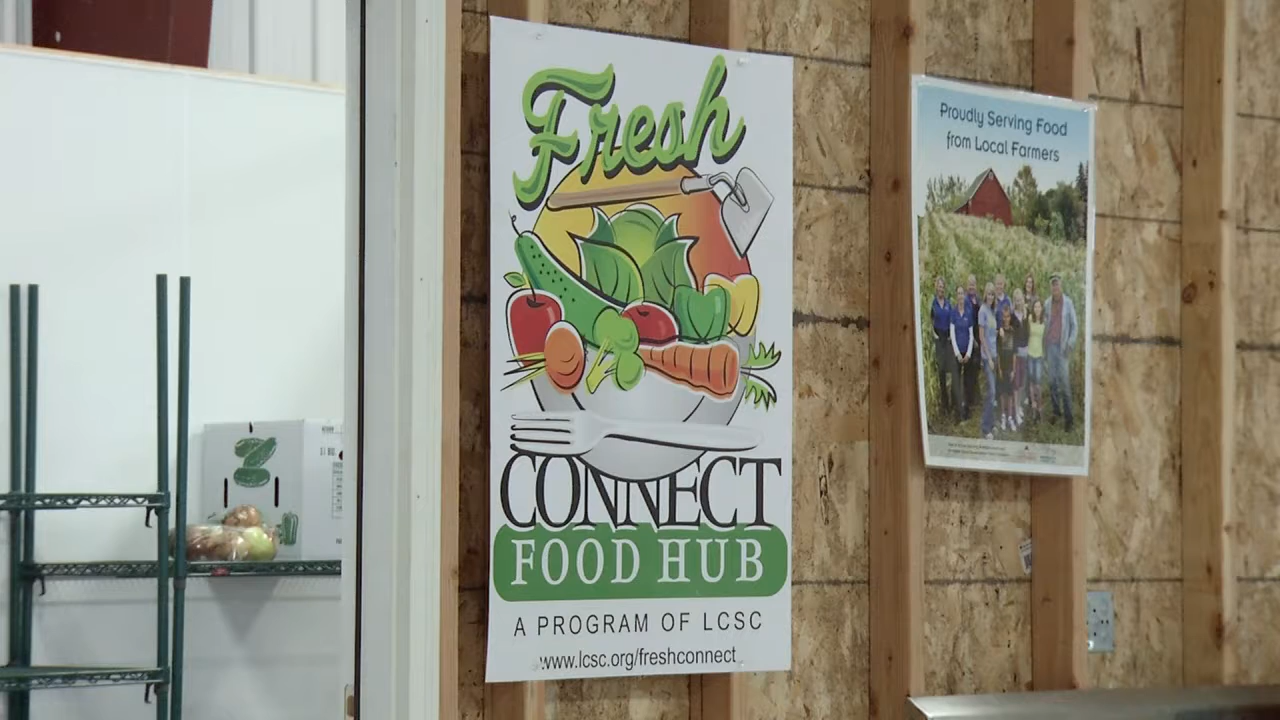 Fresh
CONNECT
FOOD HUB
A PROGRAM OF LCSC
www.lcsc.org/freshconnect
Proudly Serving Food
from Local Farmers